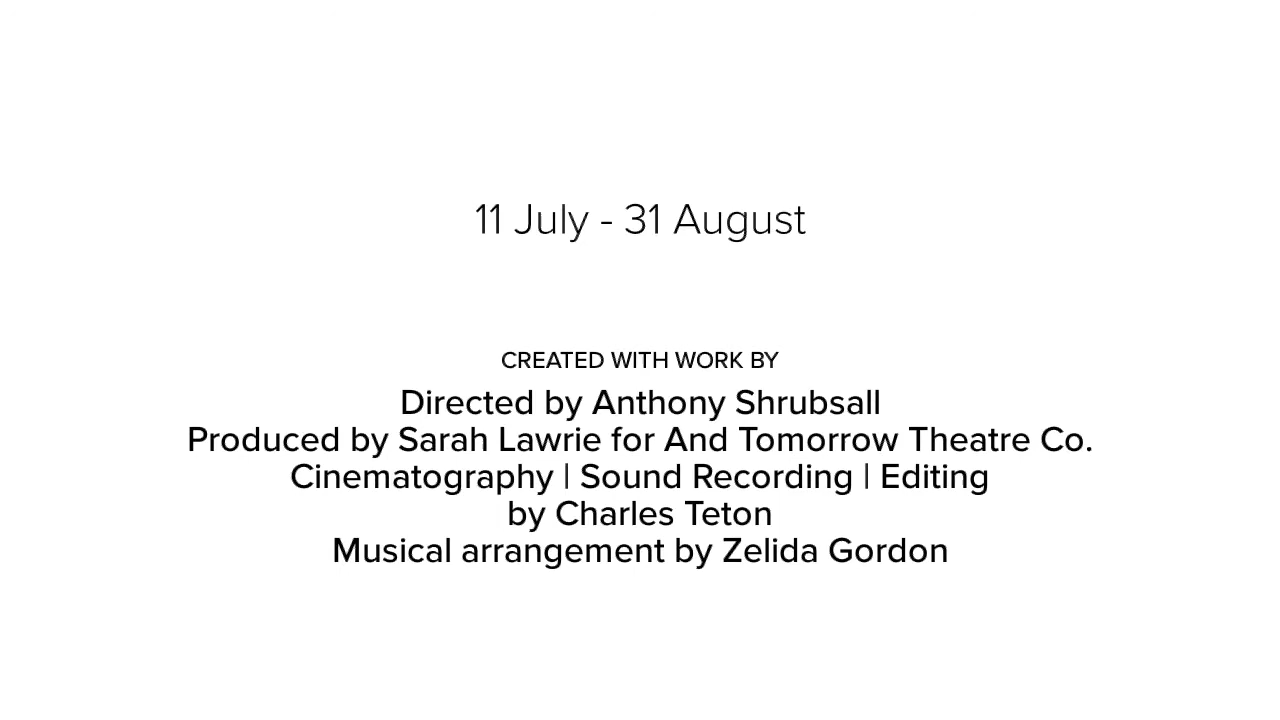 11 July - 31 August
CREATED WITH WORK BY
Directed by Anthony Shrubsall
Produced by Sarah Lawrie for And Tomorrow Theatre Co.
Cinematography | Sound Recording | Editing
by Charles Teton
Musical arrangement by Zelida Gordon